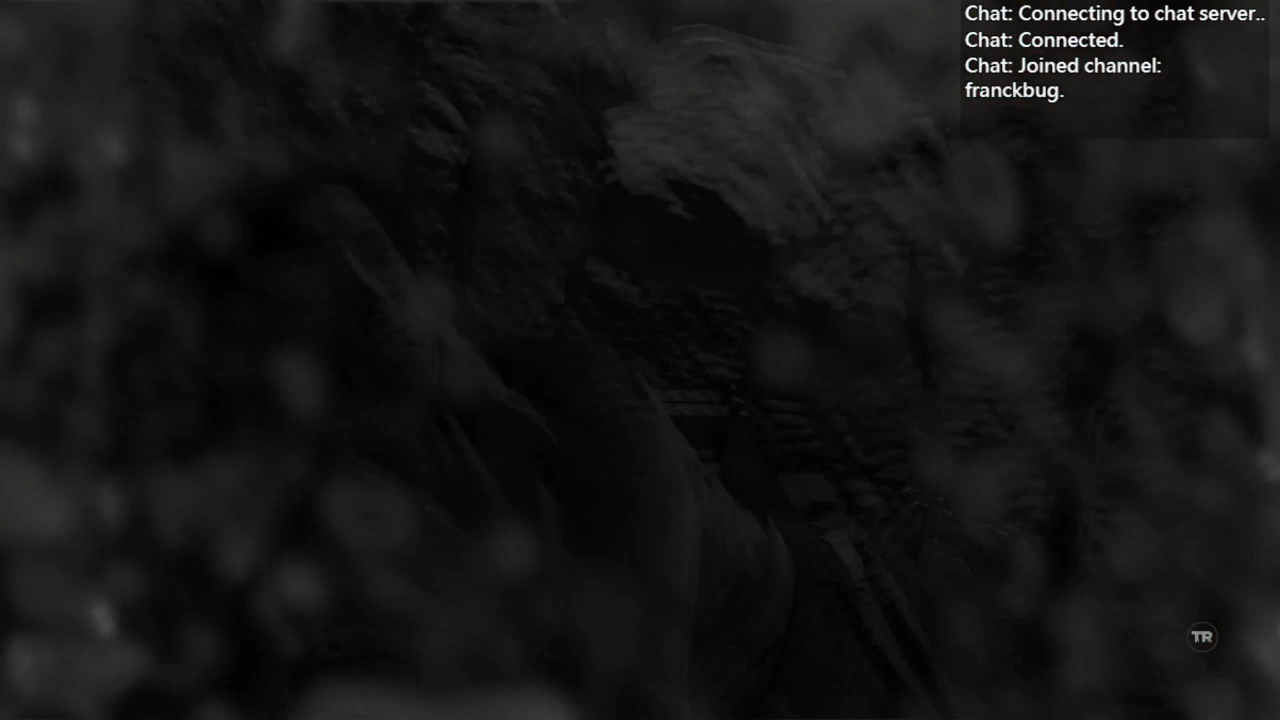 Chat: Connecting to chat server..
Chat: Connected.
Chat: Joined channel:
franckbug.
TR